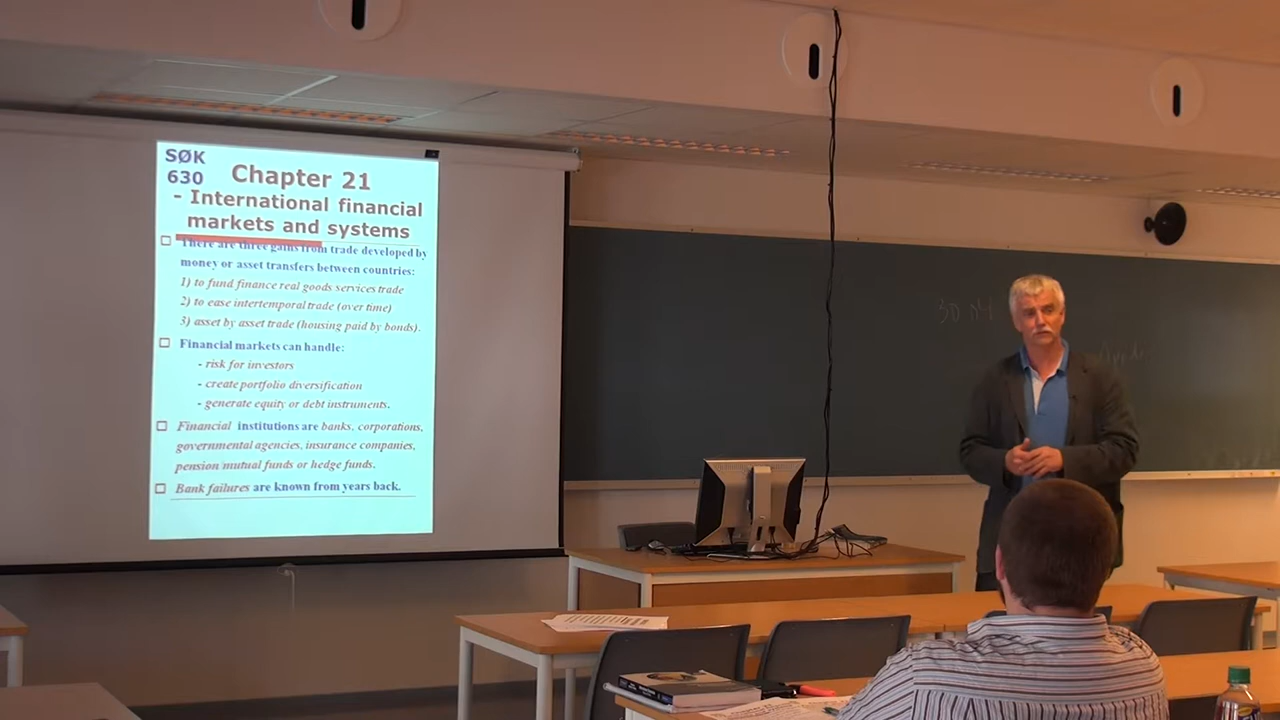 SØK
630
Chapter 21
- International financial
markets and systems
There are three gains from trade developed by
money or asset transfers between countries:
1) to fund finance real goods services trade
2) to ease intertemporal trade (over time)
3) asset by asset trade (housing paid by bonds).
Financial markets can handle:
- risk for investors
- create portfolio diversification
- generate equity or debt instruments.
Financial institutions are banks, corporations,
governmental agencies, insurance companies,
pension mutual funds or hedge funds.
Bank failures are known from years back.